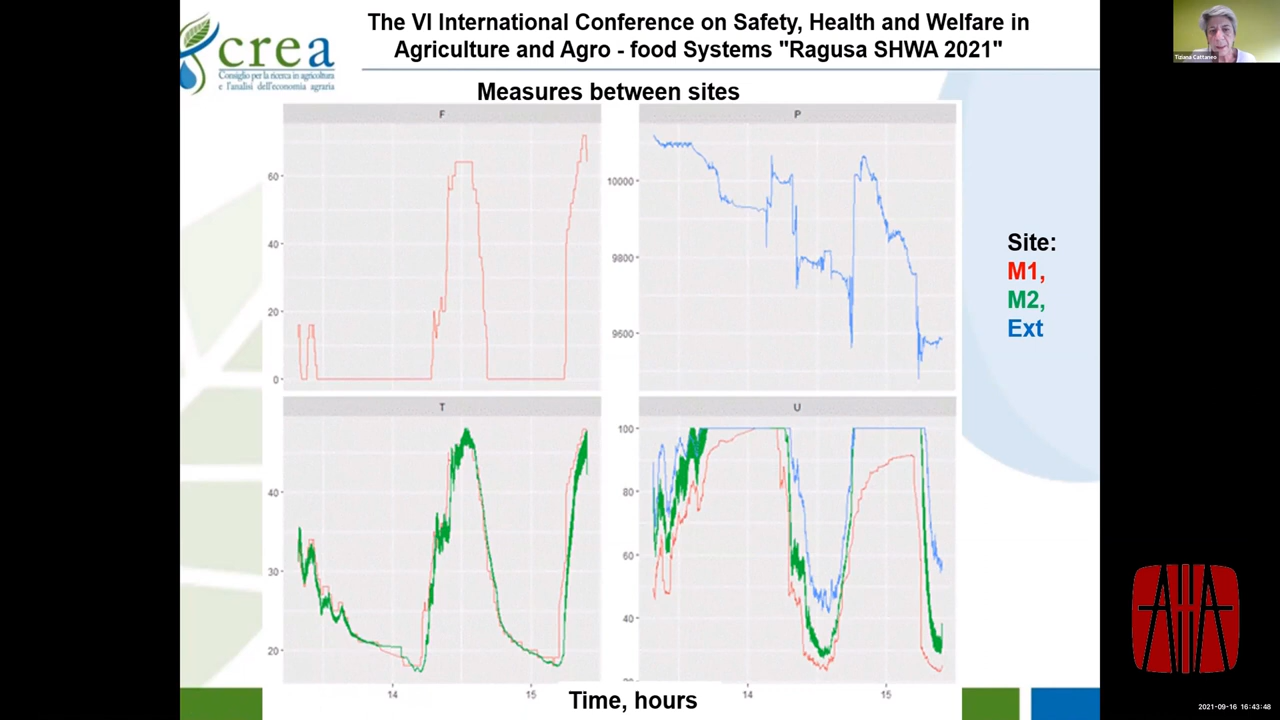 The VI International Conference on Safety, Health and Welfare in
Agriculture and Agro - food Systems "Ragusa SHWA 2021"
crea
Consiglio per la ricerca in agricoltura
e l'analisi dell'economia agraria
Tiziana Cattaneo
Measures between sites
F
60
40
20
0
P
10000
9800
9600
Site:
M1,
M2,
Ext
T
40
30
20
14
15
U
100
80
60
40
20
14
15
Time, hours
2021-09-16 16:43:48